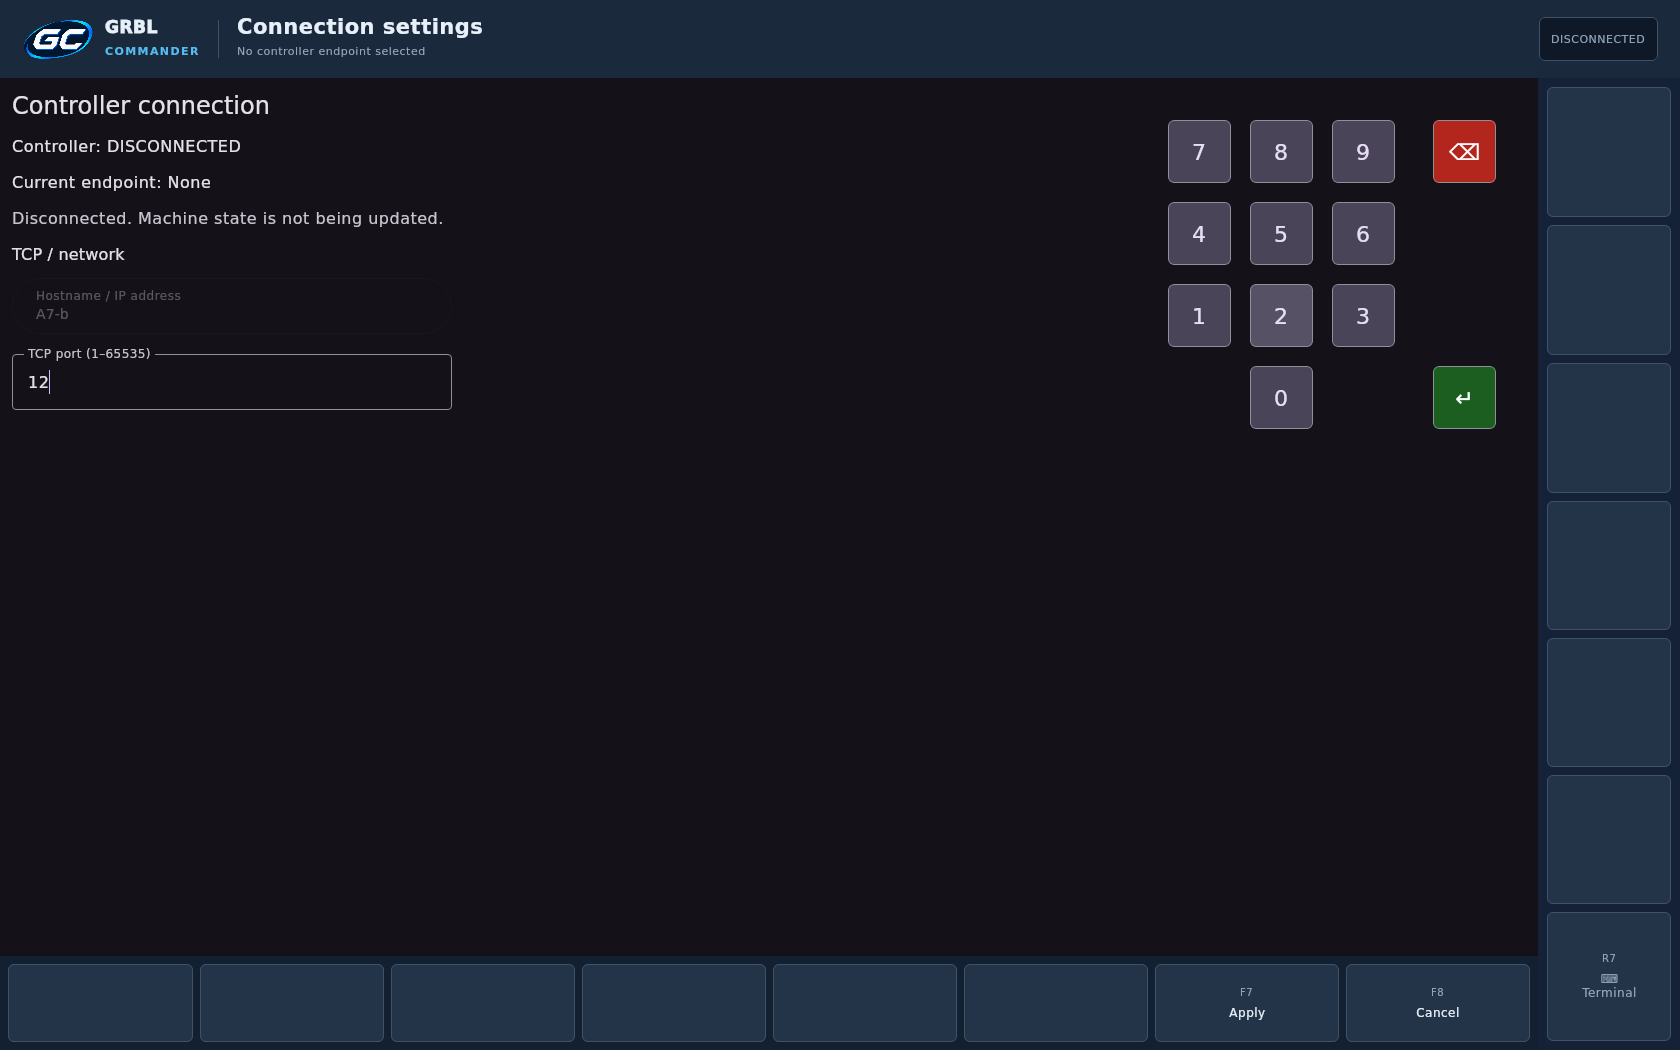 GC
GRBL
COMMANDER
Connection settings
No controller endpoint selected
DISCONNECTED
Controller connection
Controller: DISCONNECTED
Current endpoint: None
Disconnected. Machine state is not being updated.
TCP / network
Hostname / IP address
A7-b
TCP port (1–65535)
12
7 8 9 ⌫
4 5 6
1 2 3
0 ↵
R7
⌨
Terminal
F7
Apply
F8
Cancel